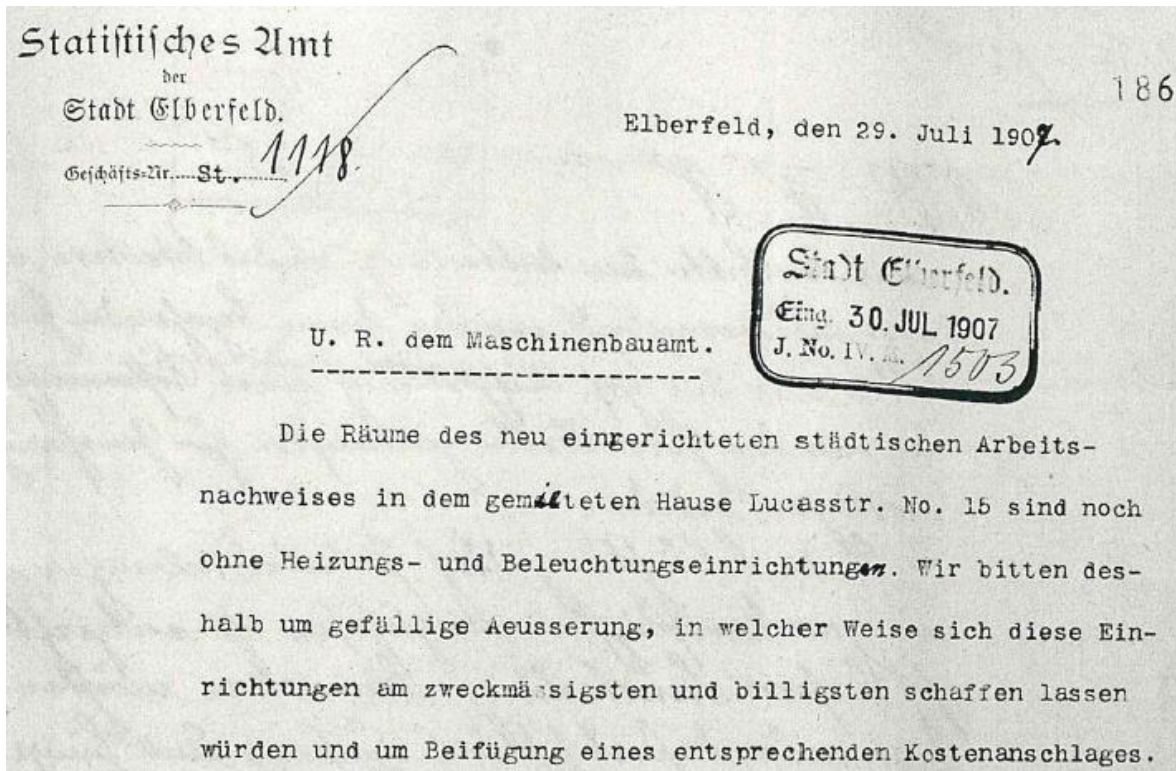 Statistisches Amt
der
Stadt Elberfeld.
Geschäfts-Nr. St. 1118.
186
Elberfeld, den 29. Juli 1907.
Stadt Elberfeld.
Eing. 30. JUL 1907
J. No. IV. 1503
U. R. dem Maschinenbauamt.
Die Räume des neu eingerichteten städtischen Arbeits-
nachweises in dem gemieteten Hause Lucasstr. No. 15 sind noch
ohne Heizungs- und Beleuchtungseinrichtungen. Wir bitten des-
halb um gefällige Aeusserung, in welcher Weise sich diese Ein-
richtungen am zweckmässigsten und billigsten schaffen lassen
würden und um Beifügung eines entsprechenden Kostenanschlages.